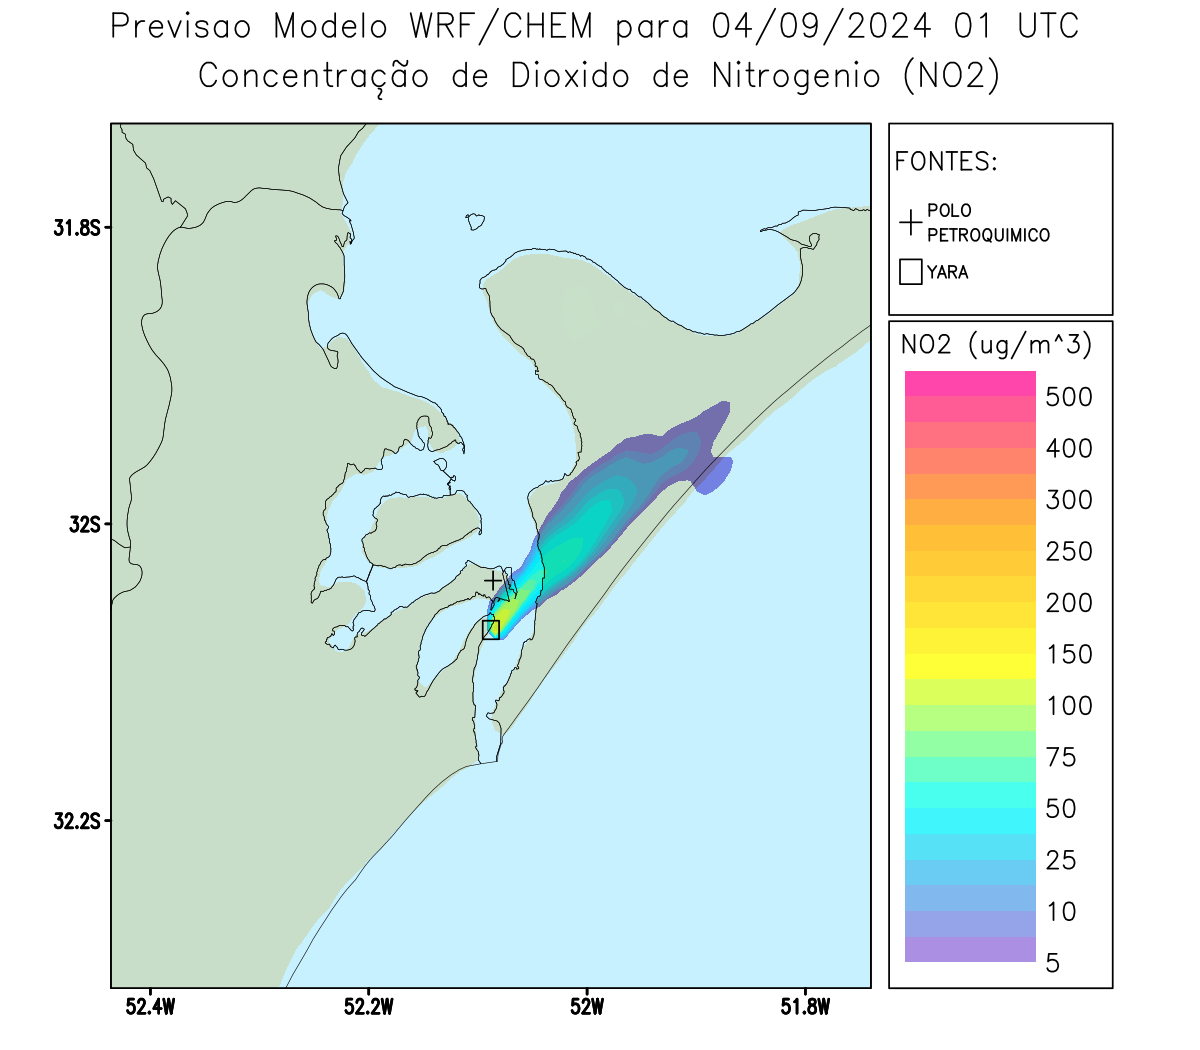 Previsao Modelo WRF/CHEM para 04/09/2024 01 UTC
Concentração de Dioxido de Nitrogenio (NO2)
FONTES:
POLO
PETROQUIMICO
YARA
NO2 (ug/m^3)
500
400
300
250
200
150
100
75
50
25
10
5
31.8S
32S
32.2S
52.4W
52.2W
52W
51.8W